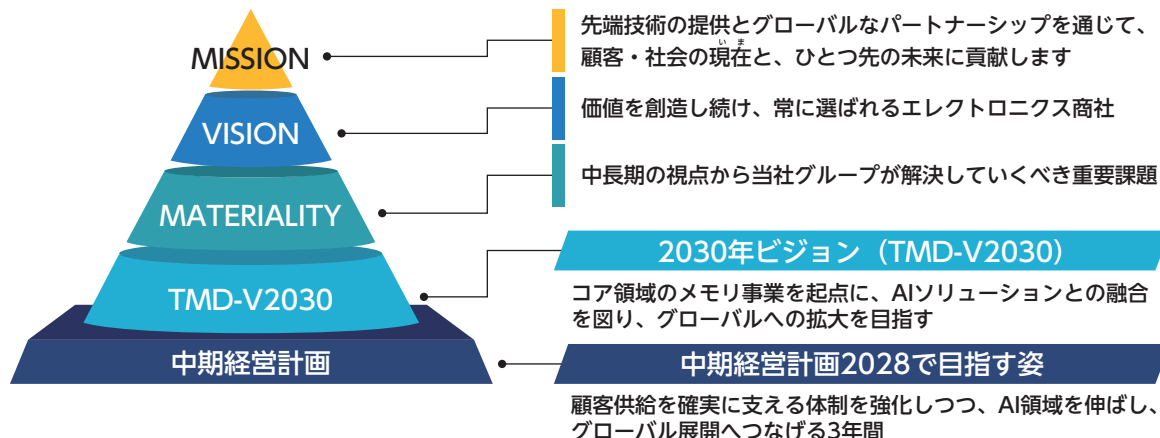 MISSION
先端技術の提供とグローバルなパートナーシップを通じて、
顧客・社会の現在と、ひとつ先の未来に貢献します
いま
VISION
価値を創造し続け、常に選ばれるエレクトロニクス商社
MATERIALITY
中長期の視点から当社グループが解決していくべき重要課題
TMD-V2030
2030年ビジョン（TMD-V2030）
コア領域のメモリ事業を起点に、AIソリューションとの融合
を図り、グローバルへの拡大を目指す
中期経営計画
中期経営計画2028で目指す姿
顧客供給を確実に支える体制を強化しつつ、AI領域を伸ばし、
グローバル展開へつなげる3年間